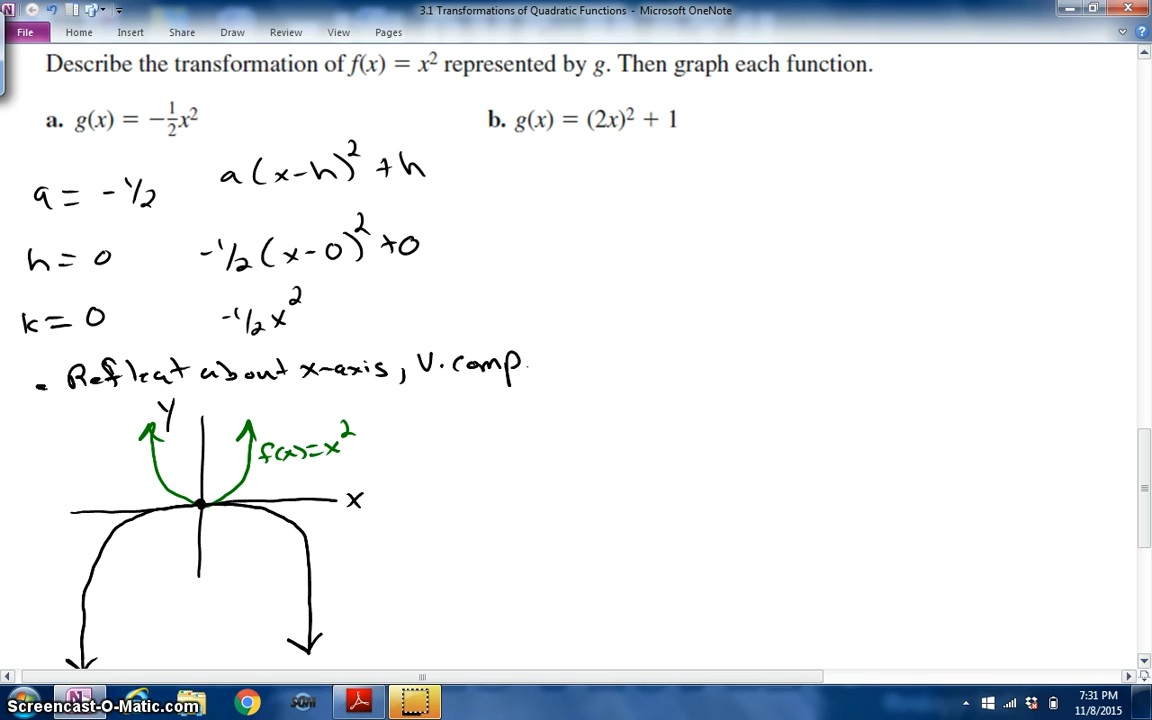 3.1 Transformations of Quadratic Functions - Microsoft OneNote
File Home Insert Share Draw Review View Pages
Describe the transformation of f(x) = x² represented by g. Then graph each function.
a. g(x) = -½x²
b. g(x) = (2x)² + 1
a = -1/2
a(x-h)² + h
h = 0
-1/2(x-0)² + 0
k = 0
-1/2x²
• Reflect about x-axis, V. comp.
Y
f(x)=x²
X
SQM
7:31 PM
11/8/2015
Screencast-O-Matic.com